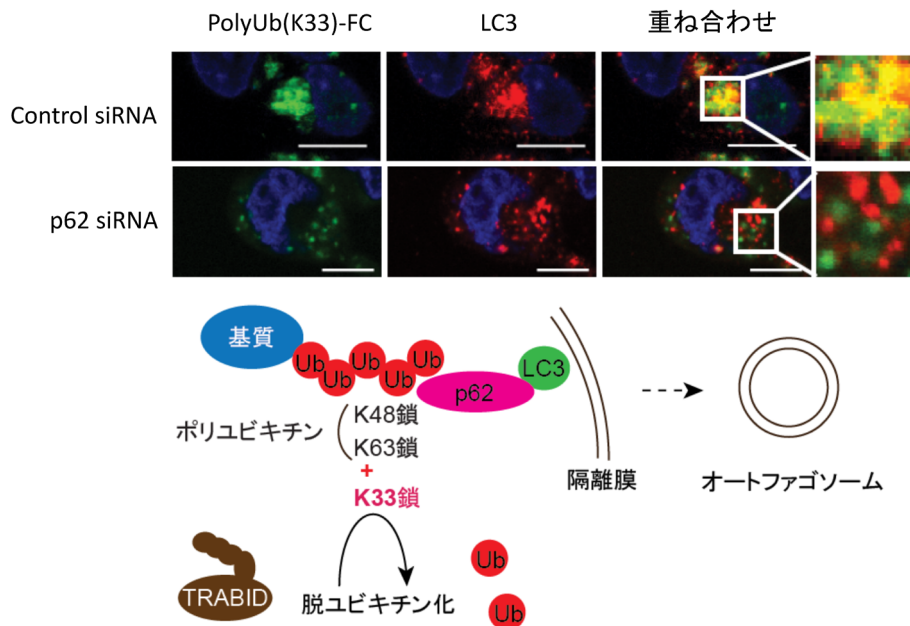 PolyUb(K33)-FC LC3 重ね合わせ
Control siRNA
p62 siRNA
基質
Ub Ub Ub Ub Ub
p62
LC3
ポリユビキチン
K48鎖
K63鎖
+
K33鎖
隔離膜
オートファゴソーム
TRABID
脱ユビキチン化
Ub
Ub